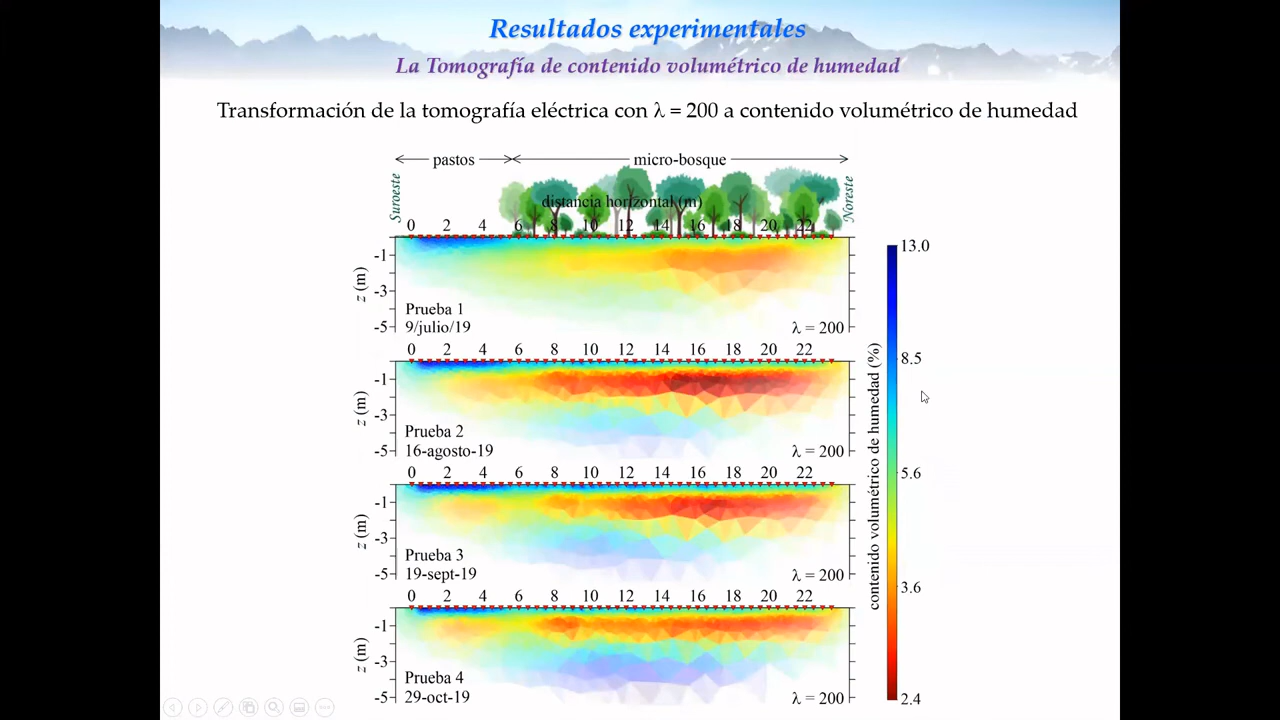 Resultados experimentales
La Tomografía de contenido volumétrico de humedad
Transformación de la tomografía eléctrica con λ = 200 a contenido volumétrico de humedad
pastos micro-bosque
Suroeste
Noreste
distancia horizontal (m)
0 2 4 6 8 10 12 14 16 18 20 22
z (m)
-1
-3
-5
Prueba 1
9/julio/19
λ = 200
0 2 4 6 8 10 12 14 16 18 20 22
z (m)
-1
-3
-5
Prueba 2
16-agosto-19
λ = 200
0 2 4 6 8 10 12 14 16 18 20 22
z (m)
-1
-3
-5
Prueba 3
19-sept-19
λ = 200
0 2 4 6 8 10 12 14 16 18 20 22
z (m)
-1
-3
-5
Prueba 4
29-oct-19
λ = 200
contenido volumétrico de humedad (%)
13.0
8.5
5.6
3.6
2.4